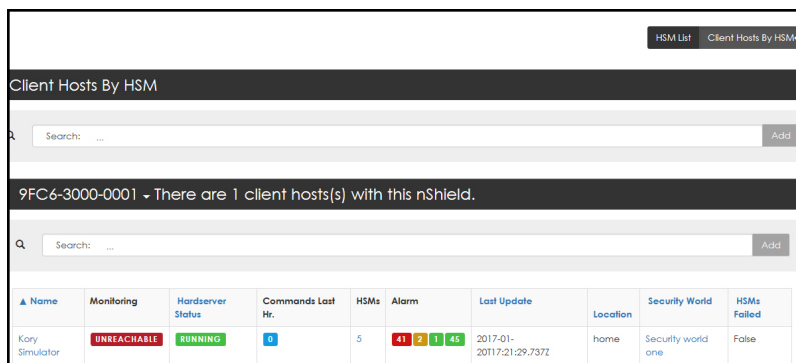 HSM List Client Hosts By HSM
Client Hosts By HSM
Search: ... Add
9FC6-3000-0001 There are 1 client hosts(s) with this nShield.
Search: ... Add
▲ Name Monitoring Hardserver Status Commands Last Hr. HSMs Alarm Last Update Location Security World HSMs Failed
Kory Simulator UNREACHABLE RUNNING 0 5 41 2 1 45 2017-01-20T17:21:29.737Z home Security world one False